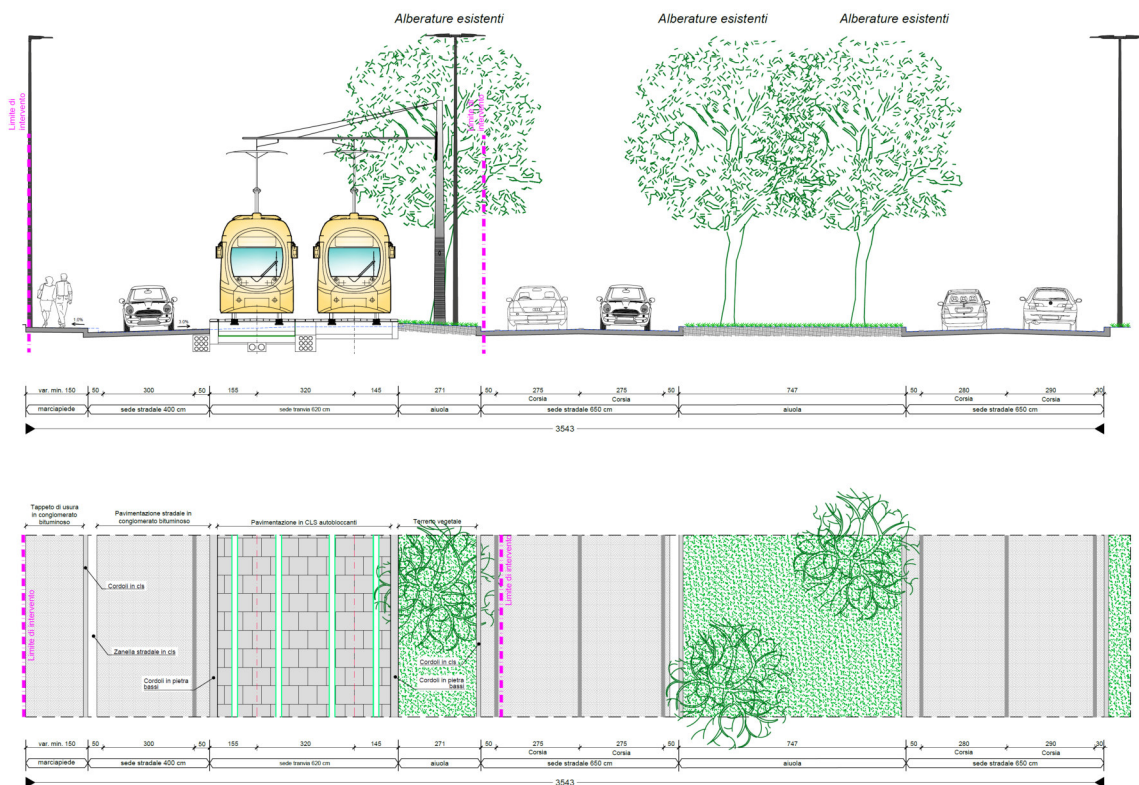 Alberature esistenti
Alberature esistenti
Alberature esistenti
Limite di
intervento
Limite di
intervento
1.0%
3.0%
var. min. 150
50
300
50
155
320
145
271
50
275
275
50
747
50
280
290
30
Corsia
Corsia
Corsia
Corsia
marciapiede
sede stradale 400 cm
sede tranvia 620 cm
aiuola
sede stradale 650 cm
aiuola
sede stradale 650 cm
3543
Tappeto di usura
in conglomerato
bituminoso
Pavimentazione stradale in
conglomerato bituminoso
Pavimentazione in CLS autobloccanti
Terreno vegetale
Limite di intervento
Limite di intervento
Cordoli in cls
Zanella stradale in cls
Cordoli in pietra
bassi
Cordoli in cls
Cordoli in pietra
bassi
var. min. 150
50
300
50
155
320
145
271
50
275
275
50
747
50
280
290
30
Corsia
Corsia
Corsia
Corsia
marciapiede
sede stradale 400 cm
sede tranvia 620 cm
aiuola
sede stradale 650 cm
aiuola
sede stradale 650 cm
3543